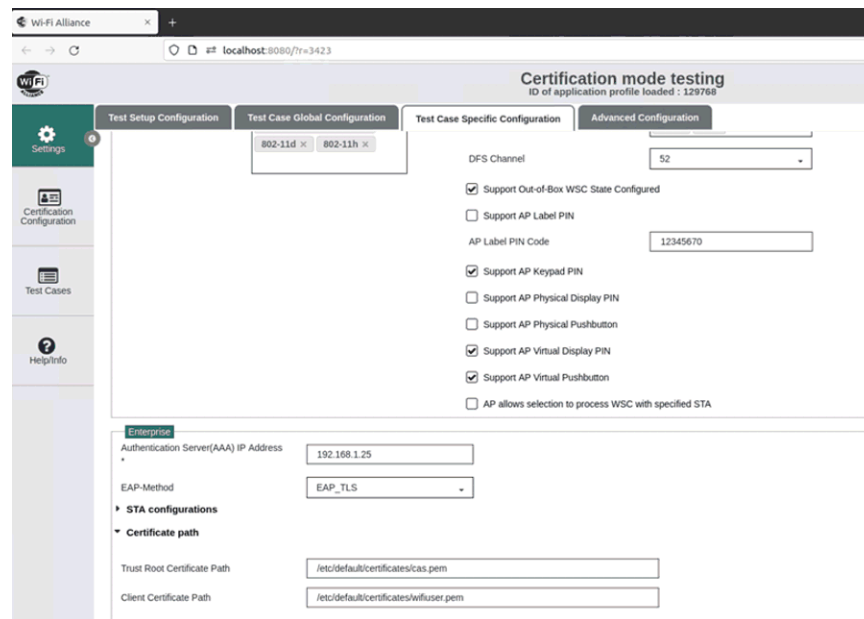 Wi-Fi Alliance × +
localhost:8080/?r=3423
Wi Fi
Certification mode testing
ID of application profile loaded : 129768
Test Setup Configuration
Test Case Global Configuration
Test Case Specific Configuration
Advanced Configuration
Settings
Certification Configuration
Test Cases
Help/Info
802-11d × 802-11h ×
DFS Channel 52
Support Out-of-Box WSC State Configured
Support AP Label PIN
AP Label PIN Code 12345670
Support AP Keypad PIN
Support AP Physical Display PIN
Support AP Physical Pushbutton
Support AP Virtual Display PIN
Support AP Virtual Pushbutton
AP allows selection to process WSC with specified STA
Enterprise
Authentication Server(AAA) IP Address * 192.168.1.25
EAP-Method EAP_TLS
STA configurations
Certificate path
Trust Root Certificate Path /etc/default/certificates/cas.pem
Client Certificate Path /etc/default/certificates/wifiuser.pem